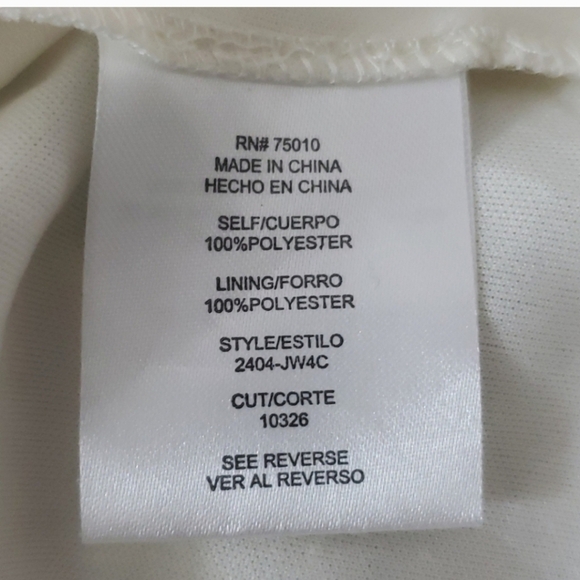 RN# 75010
MADE IN CHINA
HECHO EN CHINA
SELF/CUERPO
100%POLYESTER
LINING/FORRO
100%POLYESTER
STYLE/ESTILO
2404-JW4C
CUT/CORTE
10326
SEE REVERSE
VER AL REVERSO